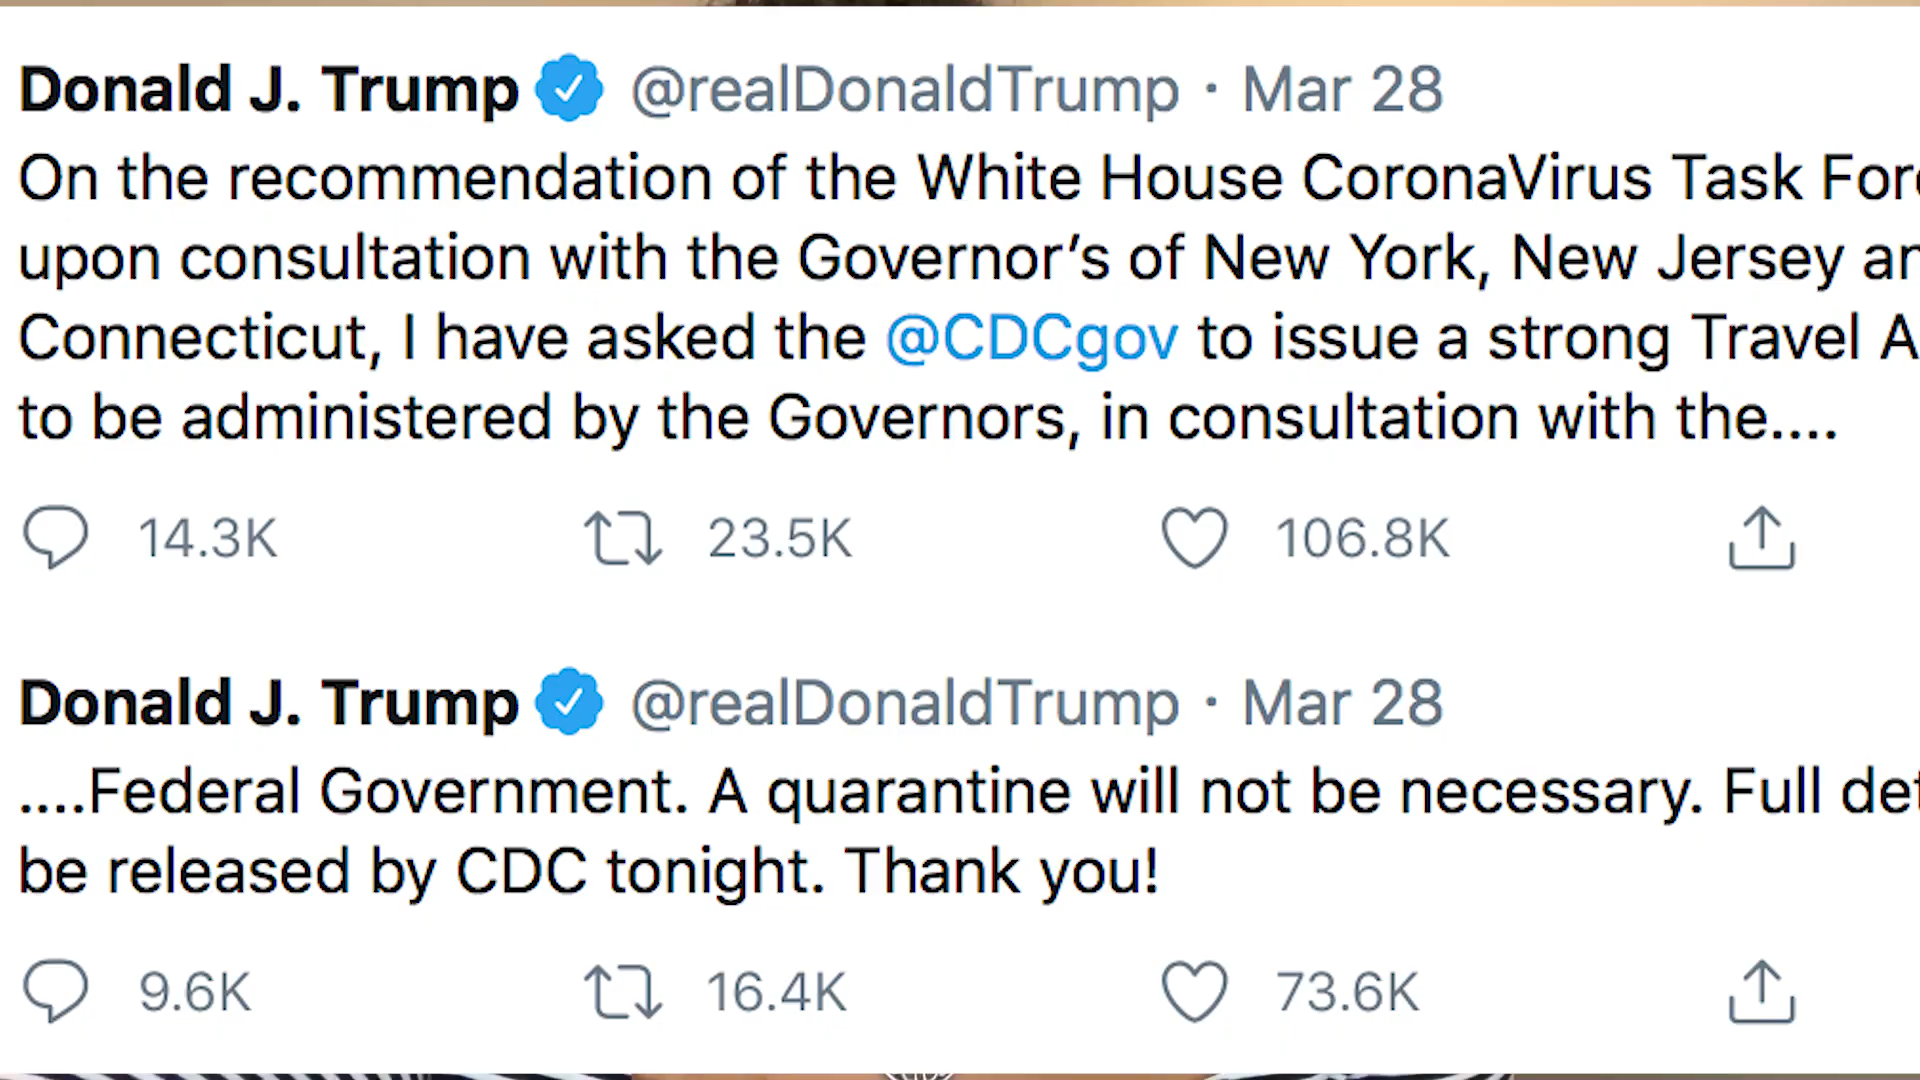 Donald J. Trump @realDonaldTrump · Mar 28
On the recommendation of the White House CoronaVirus Task
upon consultation with the Governor’s of New York, New Jersey
Connecticut, I have asked the @CDCgov to issue a strong Travel
to be administered by the Governors, in consultation with the....
14.3K 23.5K 106.8K
Donald J. Trump @realDonaldTrump · Mar 28
....Federal Government. A quarantine will not be necessary. Full
be released by CDC tonight. Thank you!
9.6K 16.4K 73.6K